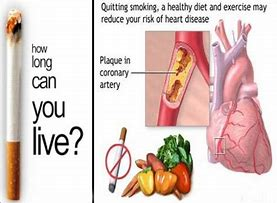 how
long
can
you
live?
Quitting smoking, a healthy diet and exercise may
reduce your risk of heart disease
Plaque in
coronary
artery